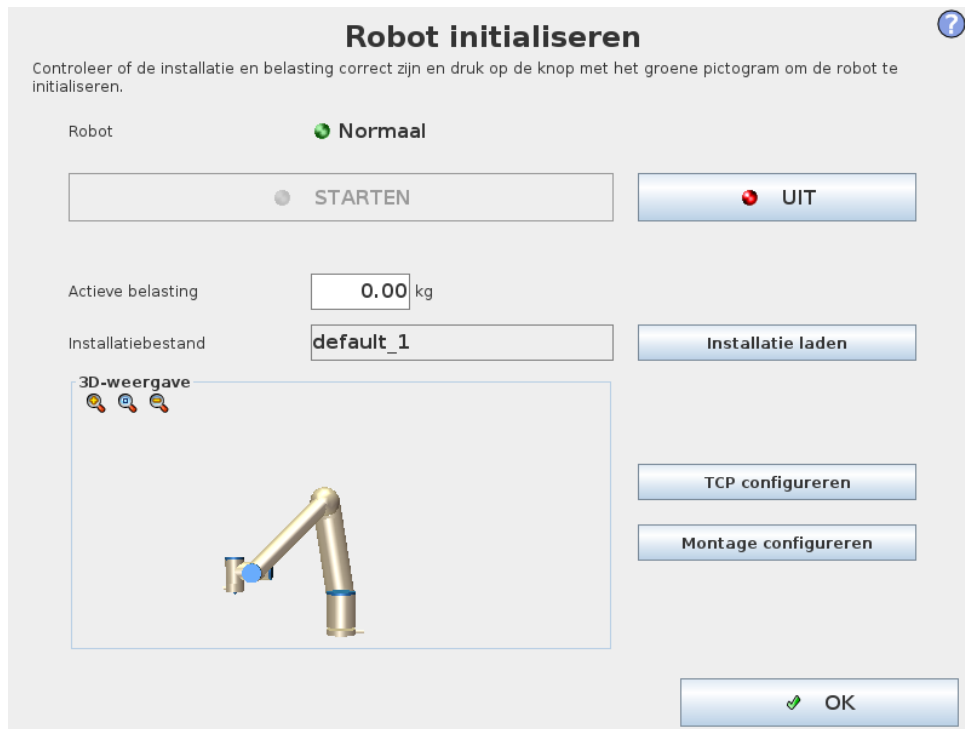 Robot initialiseren
?
Controleer of de installatie en belasting correct zijn en druk op de knop met het groene pictogram om de robot te
initialiseren.
Robot Normaal
STARTEN UIT
Actieve belasting 0.00 kg
Installatiebestand default_1 Installatie laden
3D-weergave
TCP configureren
Montage configureren
OK